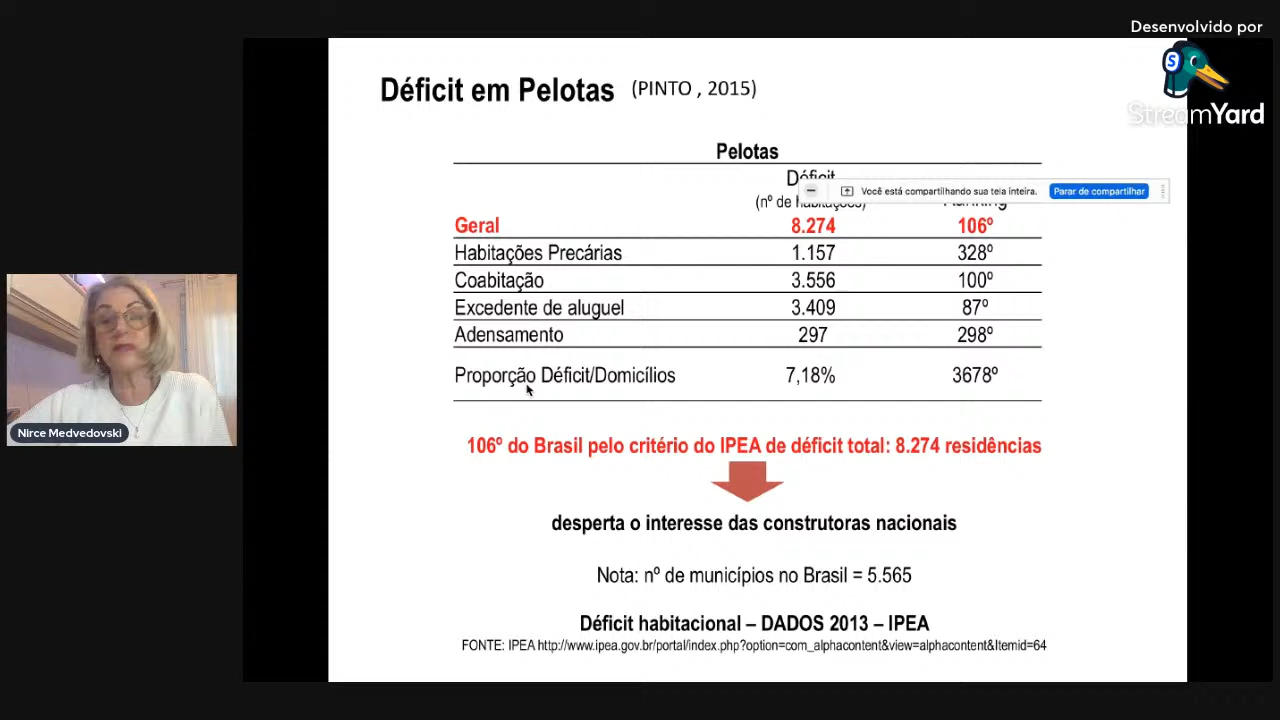 Desenvolvido por
StreamYard
Déficit em Pelotas (PINTO , 2015)
Pelotas
Déficit
Você está compartilhando sua tela inteira. Parar de compartilhar
(nº de habitações) Ranking
Geral 8.274 106º
Habitações Precárias 1.157 328º
Coabitação 3.556 100º
Excedente de aluguel 3.409 87º
Adensamento 297 298º
Proporção Déficit/Domicílios 7,18% 3678º
Nirce Medvedovski
106º do Brasil pelo critério do IPEA de déficit total: 8.274 residências
desperta o interesse das construtoras nacionais
Nota: nº de municípios no Brasil = 5.565
Déficit habitacional – DADOS 2013 – IPEA
FONTE: IPEA http://www.ipea.gov.br/portal/index.php?option=com_alphacontent&view=alphacontent&Itemid=64